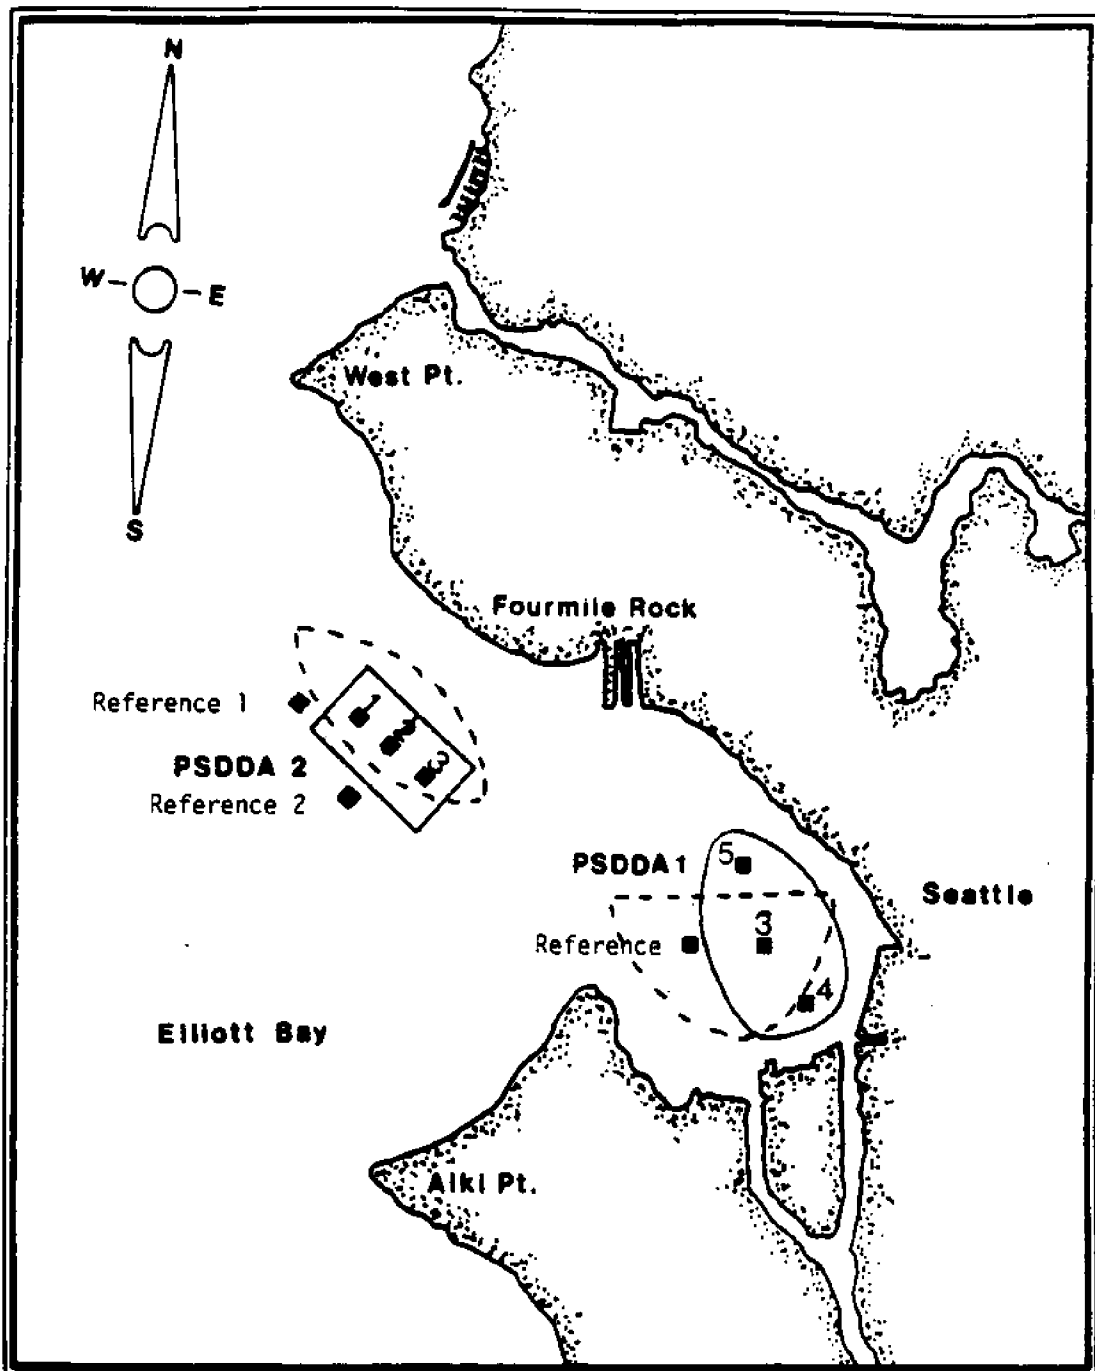 N
W
E
S
West Pt.
Fourmile Rock
Reference 1
1
2
3
PSDDA 2
Reference 2
PSDDA 1
5
Seattle
3
Reference
4
Elliott Bay
Alki Pt.